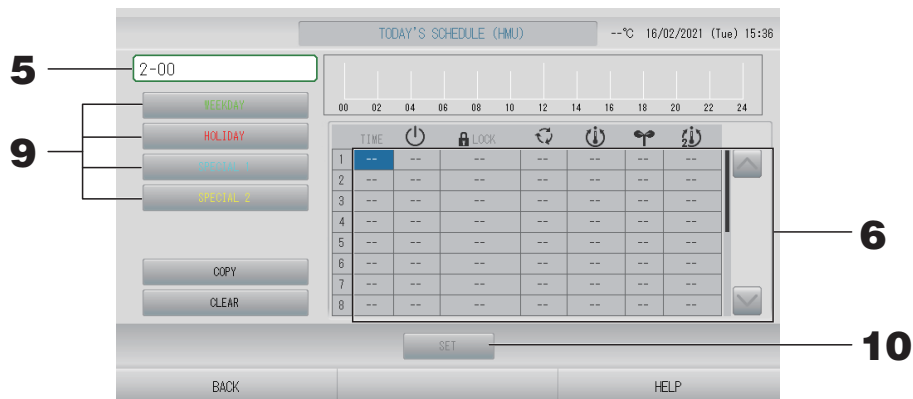 TODAY'S SCHEDULE (HMU) --℃ 16/02/2021 (Tue) 15:36
5
2-00
00 02 04 06 08 10 12 14 16 18 20 22 24
9
WEEKDAY
HOLIDAY
SPECIAL 1
SPECIAL 2
COPY
CLEAR
TIME LOCK
1 -- -- -- -- -- -- --
2 -- -- -- -- -- -- --
3 -- -- -- -- -- -- --
4 -- -- -- -- -- -- --
5 -- -- -- -- -- -- --
6 -- -- -- -- -- -- --
7 -- -- -- -- -- -- --
8 -- -- -- -- -- -- --
6
SET
10
BACK HELP